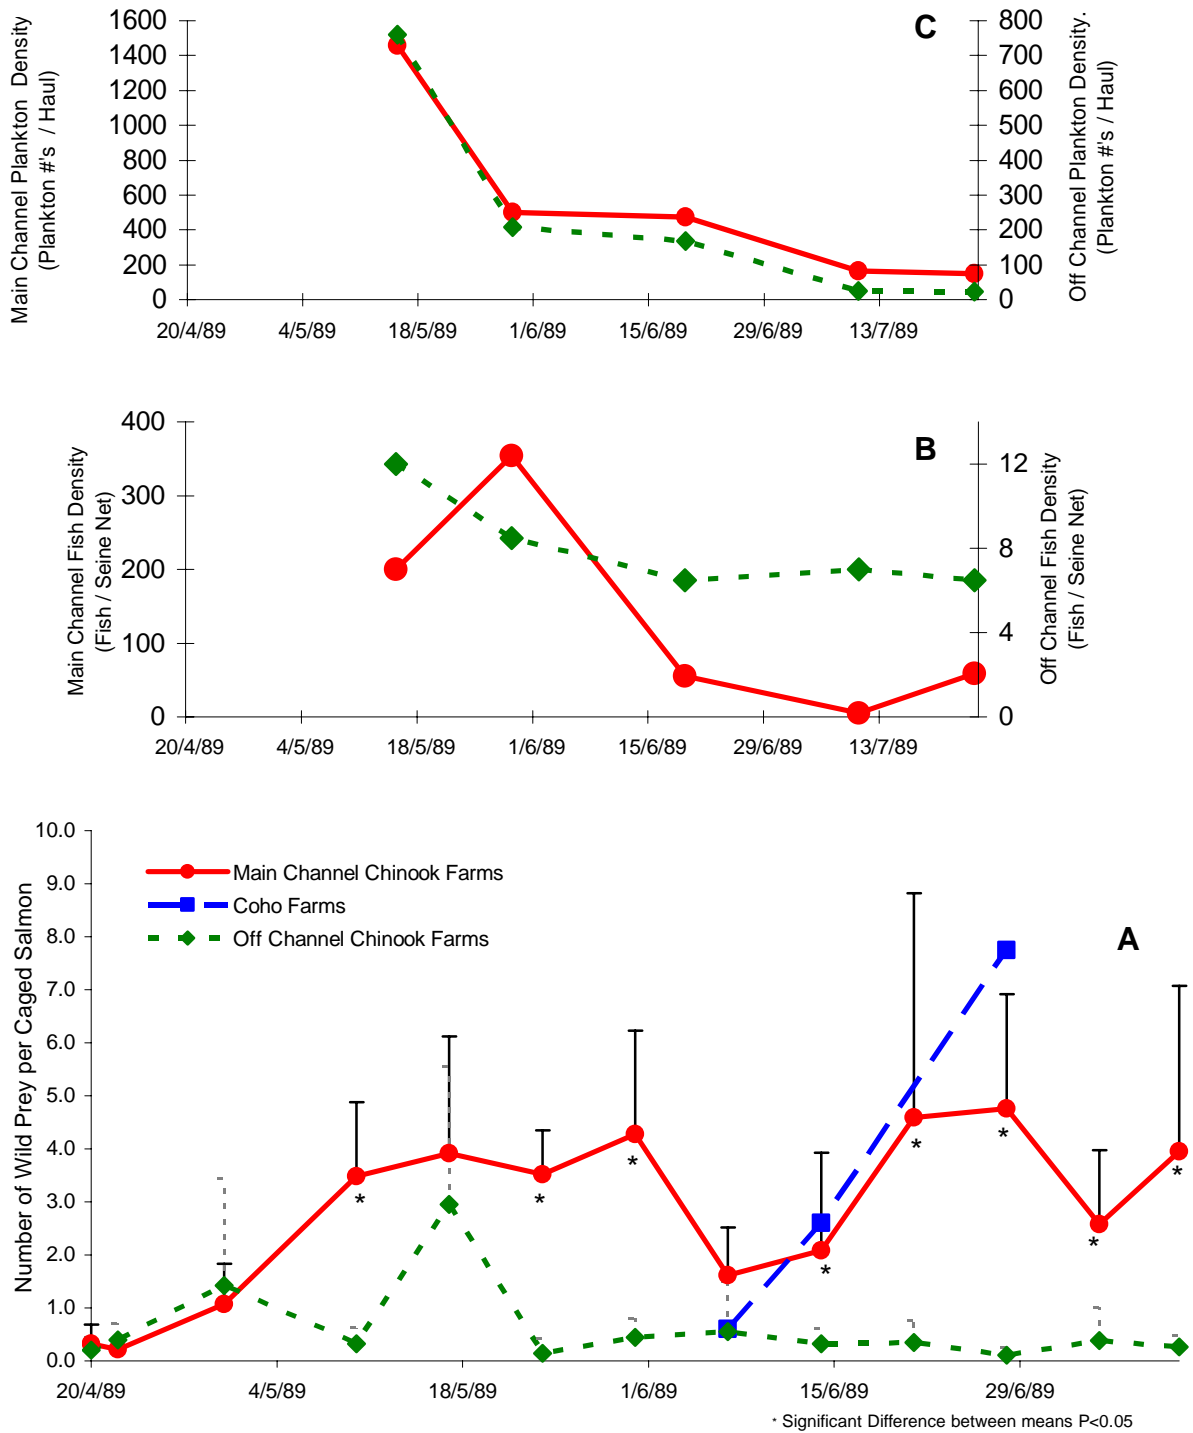 Main Channel Plankton Density
(Plankton #'s / Haul)
1600
1400
1200
1000
800
600
400
200
0
C
800
700
600
500
400
300
200
100
0
Off Channel Plankton Density.
(Plankton #'s / Haul)
20/4/89 4/5/89 18/5/89 1/6/89 15/6/89 29/6/89 13/7/89
Main Channel Fish Density
(Fish / Seine Net)
400
300
200
100
0
B
12
8
4
0
Off Channel Fish Density
(Fish / Seine Net)
20/4/89 4/5/89 18/5/89 1/6/89 15/6/89 29/6/89 13/7/89
Number of Wild Prey per Caged Salmon
10.0
9.0
8.0
7.0
6.0
5.0
4.0
3.0
2.0
1.0
0.0
Main Channel Chinook Farms
Coho Farms
Off Channel Chinook Farms
A
* * * * * * * *
20/4/89 4/5/89 18/5/89 1/6/89 15/6/89 29/6/89
* Significant Difference between means P<0.05